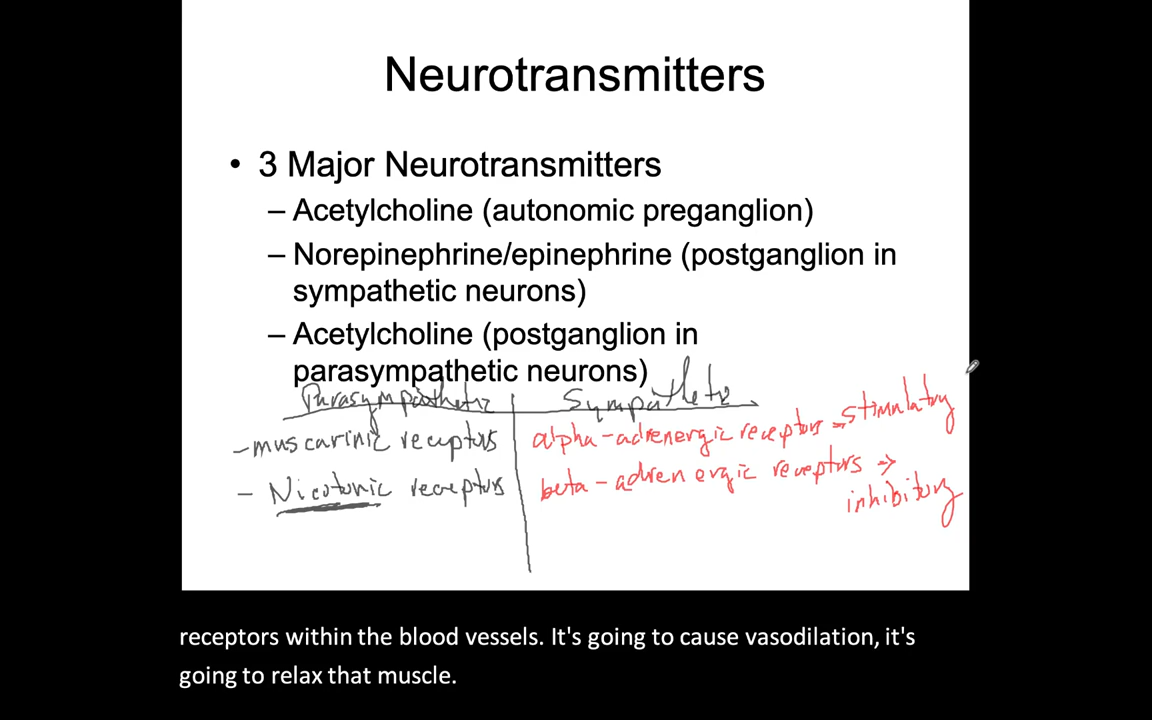 Neurotransmitters
• 3 Major Neurotransmitters
– Acetylcholine (autonomic preganglion)
– Norepinephrine/epinephrine (postganglion in
sympathetic neurons)
– Acetylcholine (postganglion in
parasympathetic neurons)
Parasympathetic Sympathetic
- muscarinic receptors
- Nicotonic receptors
alpha-adrenergic receptors - stimulatory
beta-adrenergic receptors →
inhibitory
receptors within the blood vessels. It's going to cause vasodilation, it's
going to relax that muscle.